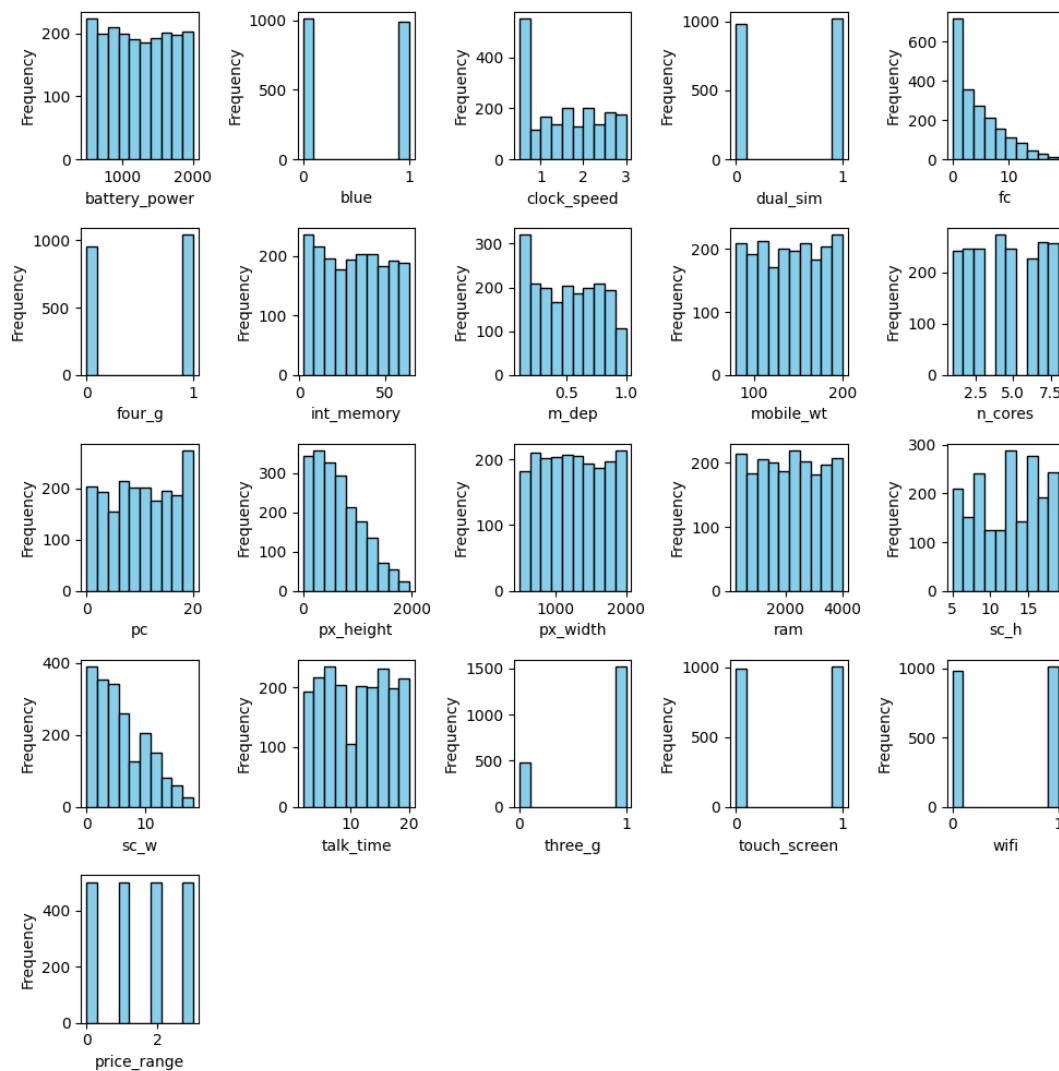 Frequency 0 100 200 1000 2000 battery_power
Frequency 0 500 1000 0 1 blue
Frequency 0 200 400 1 2 3 clock_speed
Frequency 0 500 1000 0 1 dual_sim
Frequency 0 200 400 600 0 10 fc
Frequency 0 500 1000 0 1 four_g
Frequency 0 100 200 0 50 int_memory
Frequency 0 100 200 300 0.5 1.0 m_dep
Frequency 0 100 200 100 200 mobile_wt
Frequency 0 100 200 2.5 5.0 7.5 n_cores
Frequency 0 100 200 0 20 pc
Frequency 0 100 200 300 0 2000 px_height
Frequency 0 100 200 1000 2000 px_width
Frequency 0 100 200 2000 4000 ram
Frequency 0 100 200 300 5 10 15 sc_h
Frequency 0 200 400 0 10 sc_w
Frequency 0 100 200 10 20 talk_time
Frequency 0 500 1000 1500 0 1 three_g
Frequency 0 500 1000 0 1 touch_screen
Frequency 0 500 1000 0 1 wifi
Frequency 0 200 400 0 2 price_range